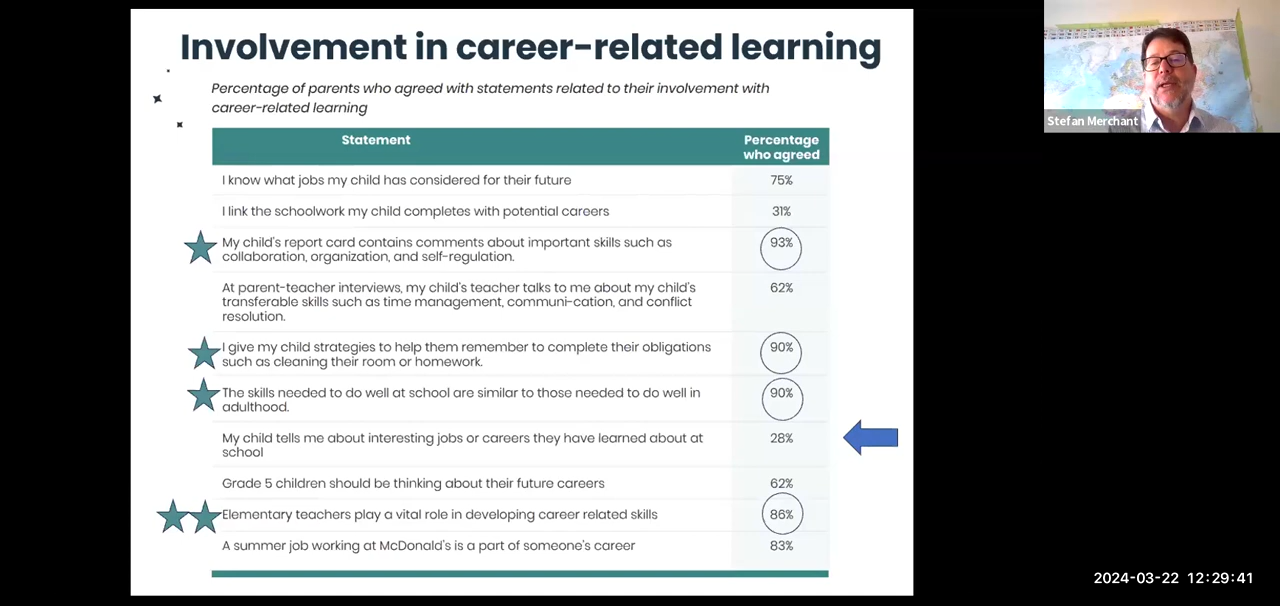 Involvement in career-related learning
Percentage of parents who agreed with statements related to their involvement with
career-related learning
Statement
Percentage
who agreed
I know what jobs my child has considered for their future
75%
I link the schoolwork my child completes with potential careers
31%
My child's report card contains comments about important skills such as
collaboration, organization, and self-regulation.
93%
At parent-teacher interviews, my child's teacher talks to me about my child's
transferable skills such as time management, communi-cation, and conflict
resolution.
62%
I give my child strategies to help them remember to complete their obligations
such as cleaning their room or homework.
90%
The skills needed to do well at school are similar to those needed to do well in
adulthood.
90%
My child tells me about interesting jobs or careers they have learned about at
school
28%
Grade 5 children should be thinking about their future careers
62%
Elementary teachers play a vital role in developing career related skills
86%
A summer job working at McDonald's is a part of someone's career
83%
Stefan Merchant
2024-03-22 12:29:41